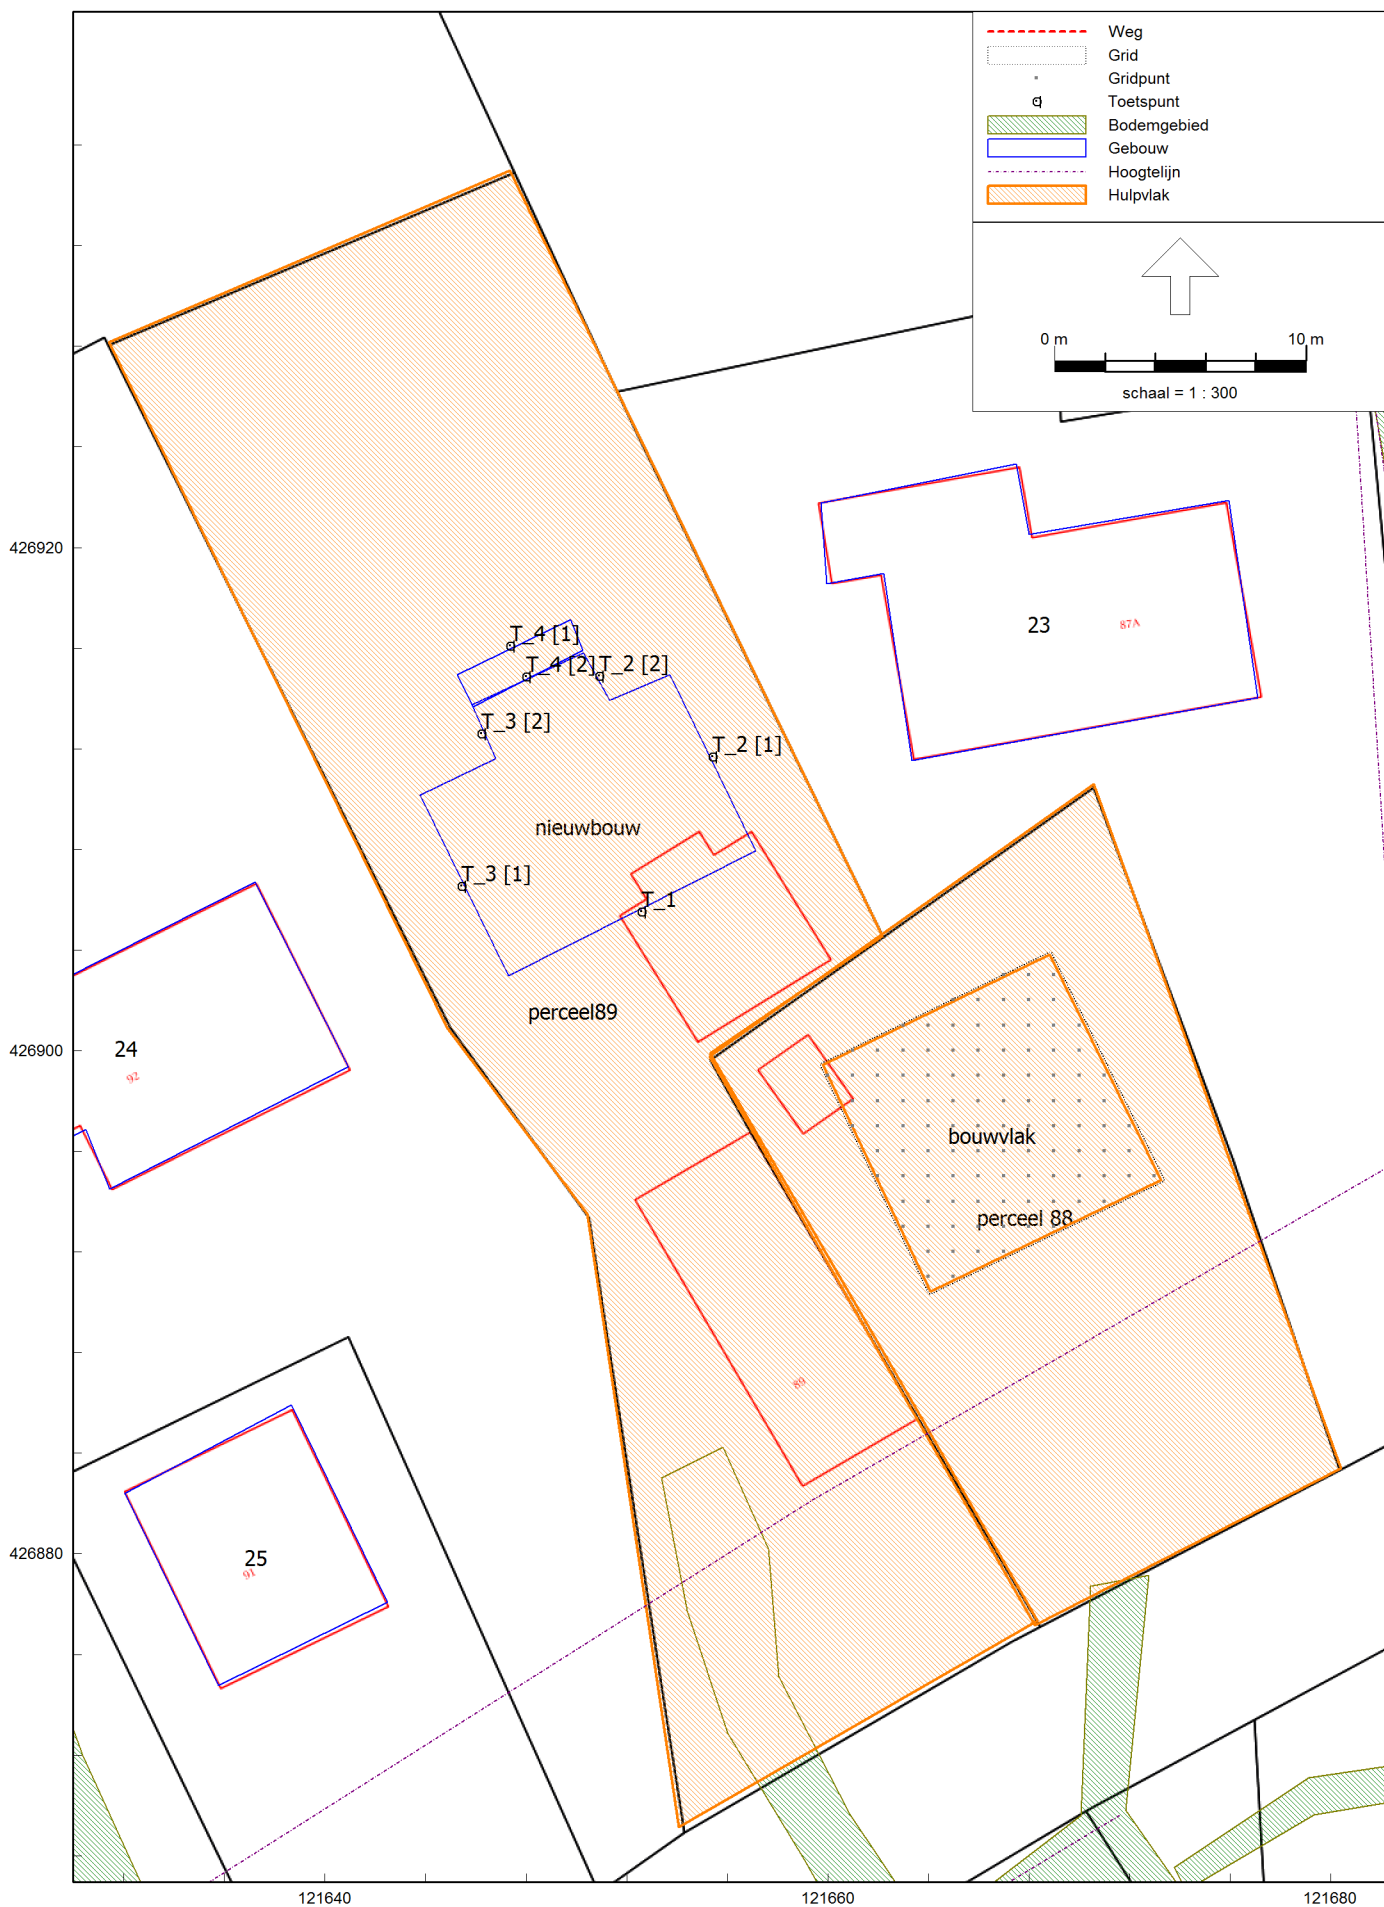 Weg
Grid
Gridpunt
Toetspunt
Bodemgebied
Gebouw
Hoogtelijn
Hulpvlak
0 m 10 m
schaal = 1 : 300
426920
23
87A
T_4 [1]
T_4 [2]
T_2 [2]
T_3 [2]
T_2 [1]
nieuwbouw
T_3 [1]
T_1
perceel89
24
92
426900
bouwvlak
perceel 88
89
25
91
426880
121640 121660 121680